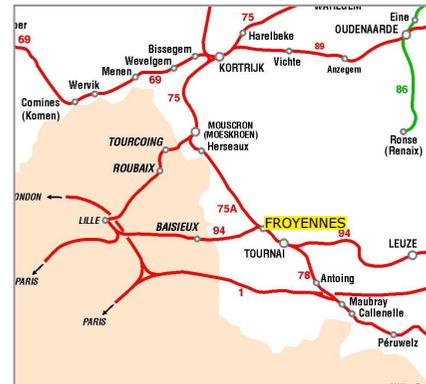 WAREGEM
75
Eine
OUDENAARDE
Harelbeke
69
Bissegem
89
Wevelgem
KORTRIJK
Vichte
Anzegem
Menen
69
86
Wervik
75
Comines
(Komen)
MOUSCRON
(MOESKROEN)
Ronse
(Renaix)
TOURCOING
Herseaux
ROUBAIX
ONDON
75A
LILLE
BAISIEUX
94
FROYENNES
94
TOURNAI
LEUZE
PARIS
78
Antoing
1
Maubray
Callenelle
PARIS
Péruwelz